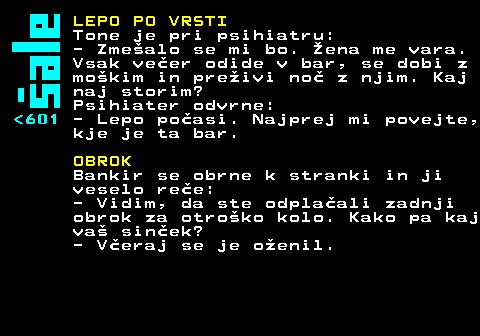 šale
<601
LEPO PO VRSTI
Tone je pri psihiatru:
- Zmešalo se mi bo. Žena me vara.
Vsak večer odide v bar, se dobi z
moškim in preživi noč z njim. Kaj
naj storim?
Psihiater odvrne:
- Lepo počasi. Najprej mi povejte,
kje je ta bar.
OBROK
Bankir se obrne k stranki in ji
veselo reče:
- Vidim, da ste odplačali zadnji
obrok za otroško kolo. Kako pa kaj
vaš sinček?
- Včeraj se je oženil.